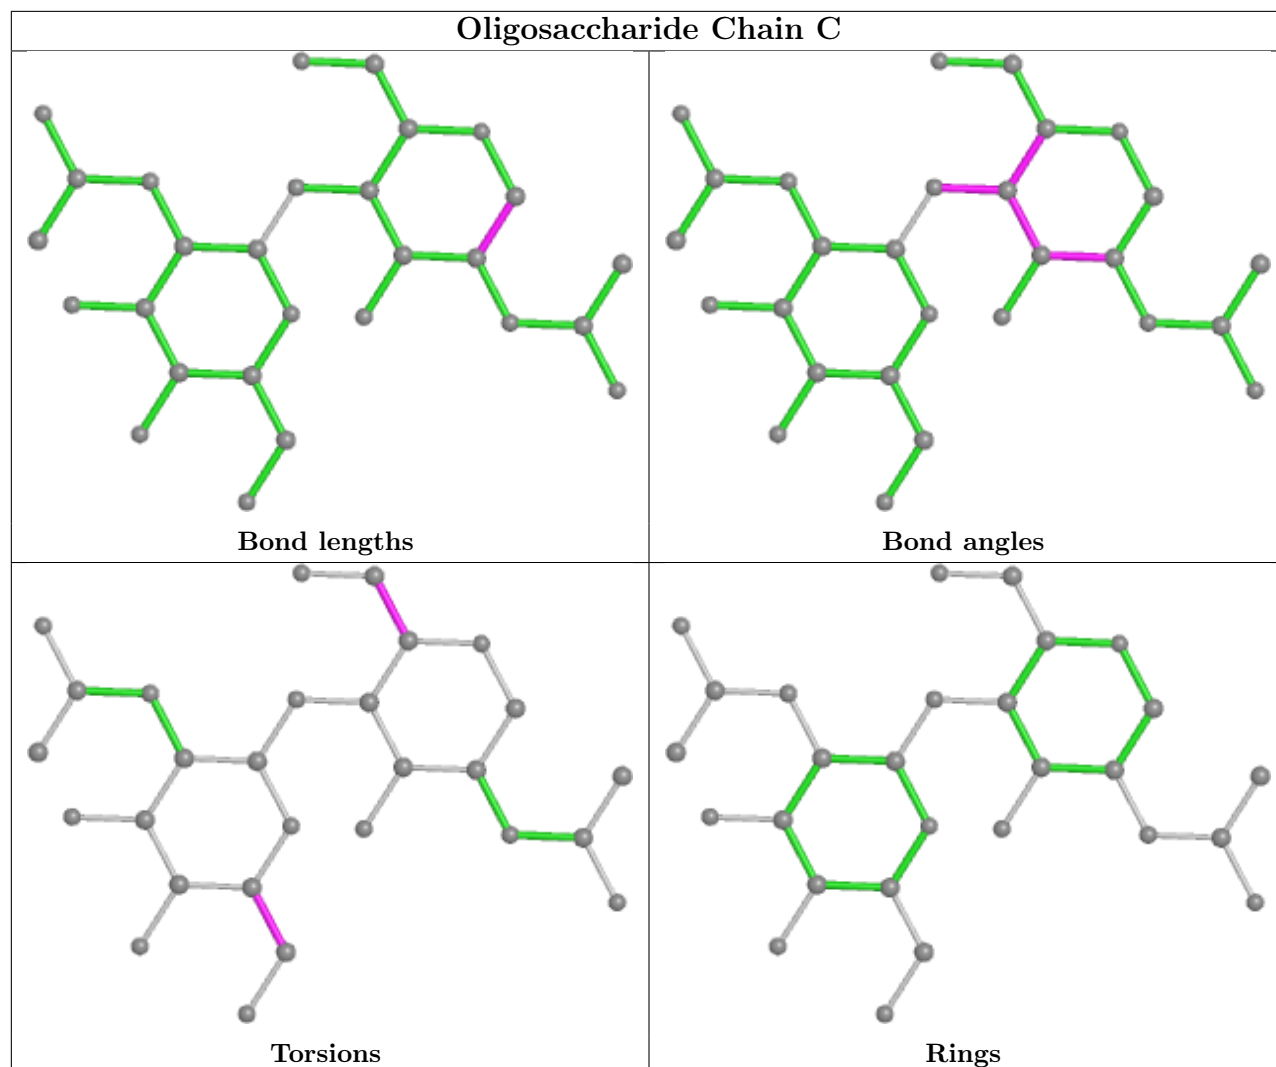 Oligosaccharide Chain C
Bond lengths
Bond angles
Torsions
Rings